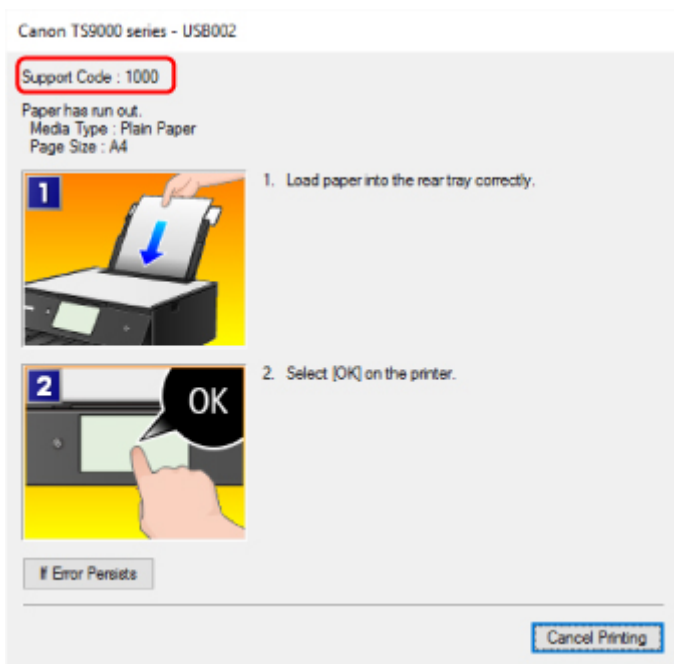 Canon TS9000 series - USB002
Support Code : 1000
Paper has run out.
Media Type : Plain Paper
Page Size : A4
1
1. Load paper into the rear tray correctly.
2
OK
2. Select [OK] on the printer.
If Error Persists
Cancel Printing